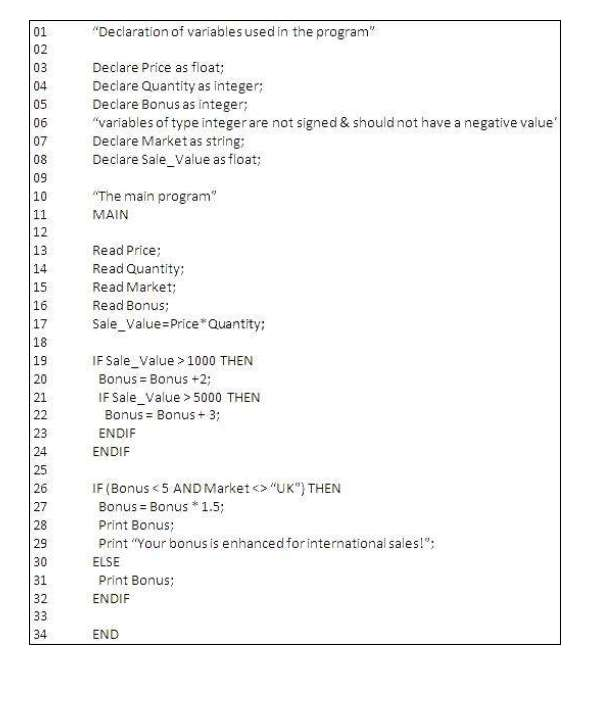 01 “Declaration of variables used in the program”
02
03 Declare Price as float;
04 Declare Quantity as integer;
05 Declare Bonus as integer;
06 “variables of type integer are not signed & should not have a negative value’
07 Declare Market as string;
08 Declare Sale_Value as float;
09
10 “The main program”
11 MAIN
12
13 Read Price;
14 Read Quantity;
15 Read Market;
16 Read Bonus;
17 Sale_Value=Price*Quantity;
18
19 IF Sale_Value > 1000 THEN
20 Bonus = Bonus +2;
21 IF Sale_Value > 5000 THEN
22 Bonus = Bonus + 3;
23 ENDIF
24 ENDIF
25
26 IF (Bonus < 5 AND Market <> “UK”) THEN
27 Bonus = Bonus * 1.5;
28 Print Bonus;
29 Print “Your bonus is enhanced for international sales!”;
30 ELSE
31 Print Bonus;
32 ENDIF
33
34 END